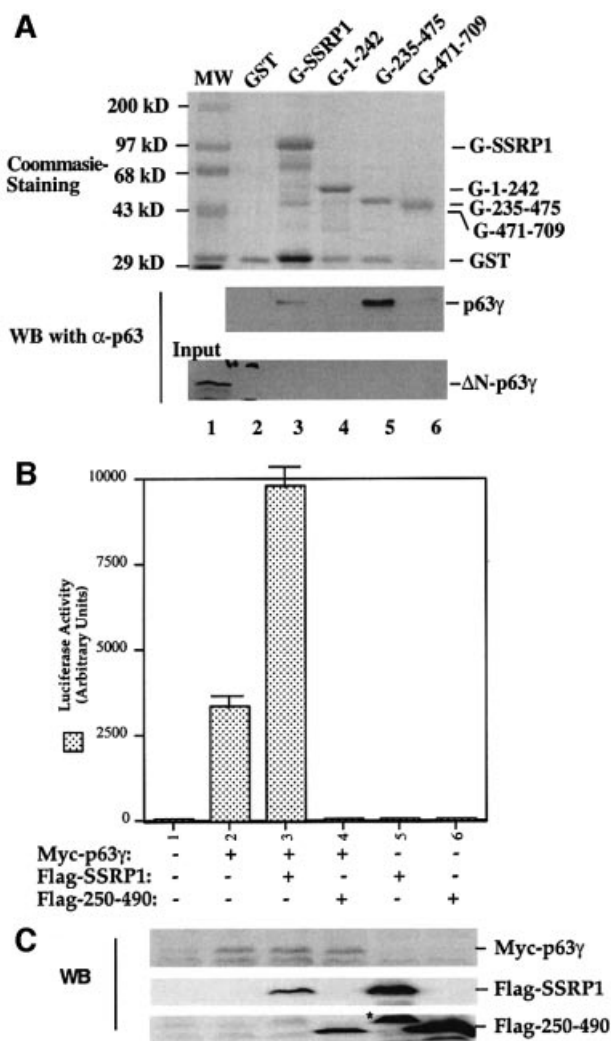 A
MW GST G-SSRP1 G-1-242 G-235-475 G-471-709
200 kD
97 kD
68 kD
43 kD
29 kD
Coommasie-
Staining
G-SSRP1
G-1-242
G-235-475
G-471-709
GST
WB with α-p63
p63γ
Input
ΔN-p63γ
1 2 3 4 5 6
B
Luciferase Activity
(Arbitrary Units)
10000
7500
5000
2500
0
1 2 3 4 5 6
Myc-p63γ: - + + + - -
Flag-SSRP1: - - + - + -
Flag-250-490: - - - + - +
C
WB
Myc-p63γ
Flag-SSRP1
*
Flag-250-490